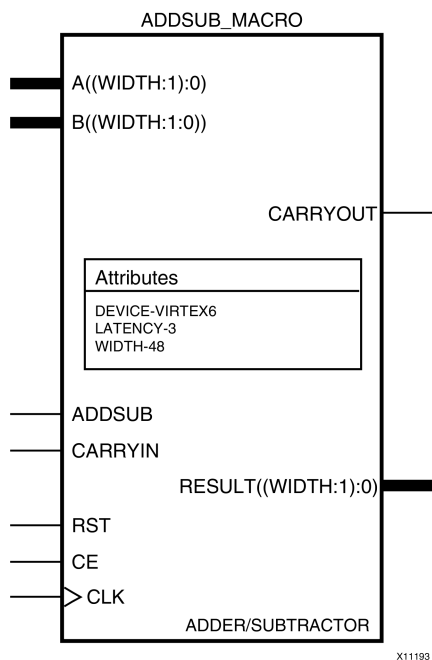 ADDSUB_MACRO
A((WIDTH:1):0)
B((WIDTH:1:0))
CARRYOUT
Attributes
DEVICE-VIRTEX6
LATENCY-3
WIDTH-48
ADDSUB
CARRYIN
RESULT((WIDTH:1):0)
RST
CE
CLK
ADDER/SUBTRACTOR
X11193